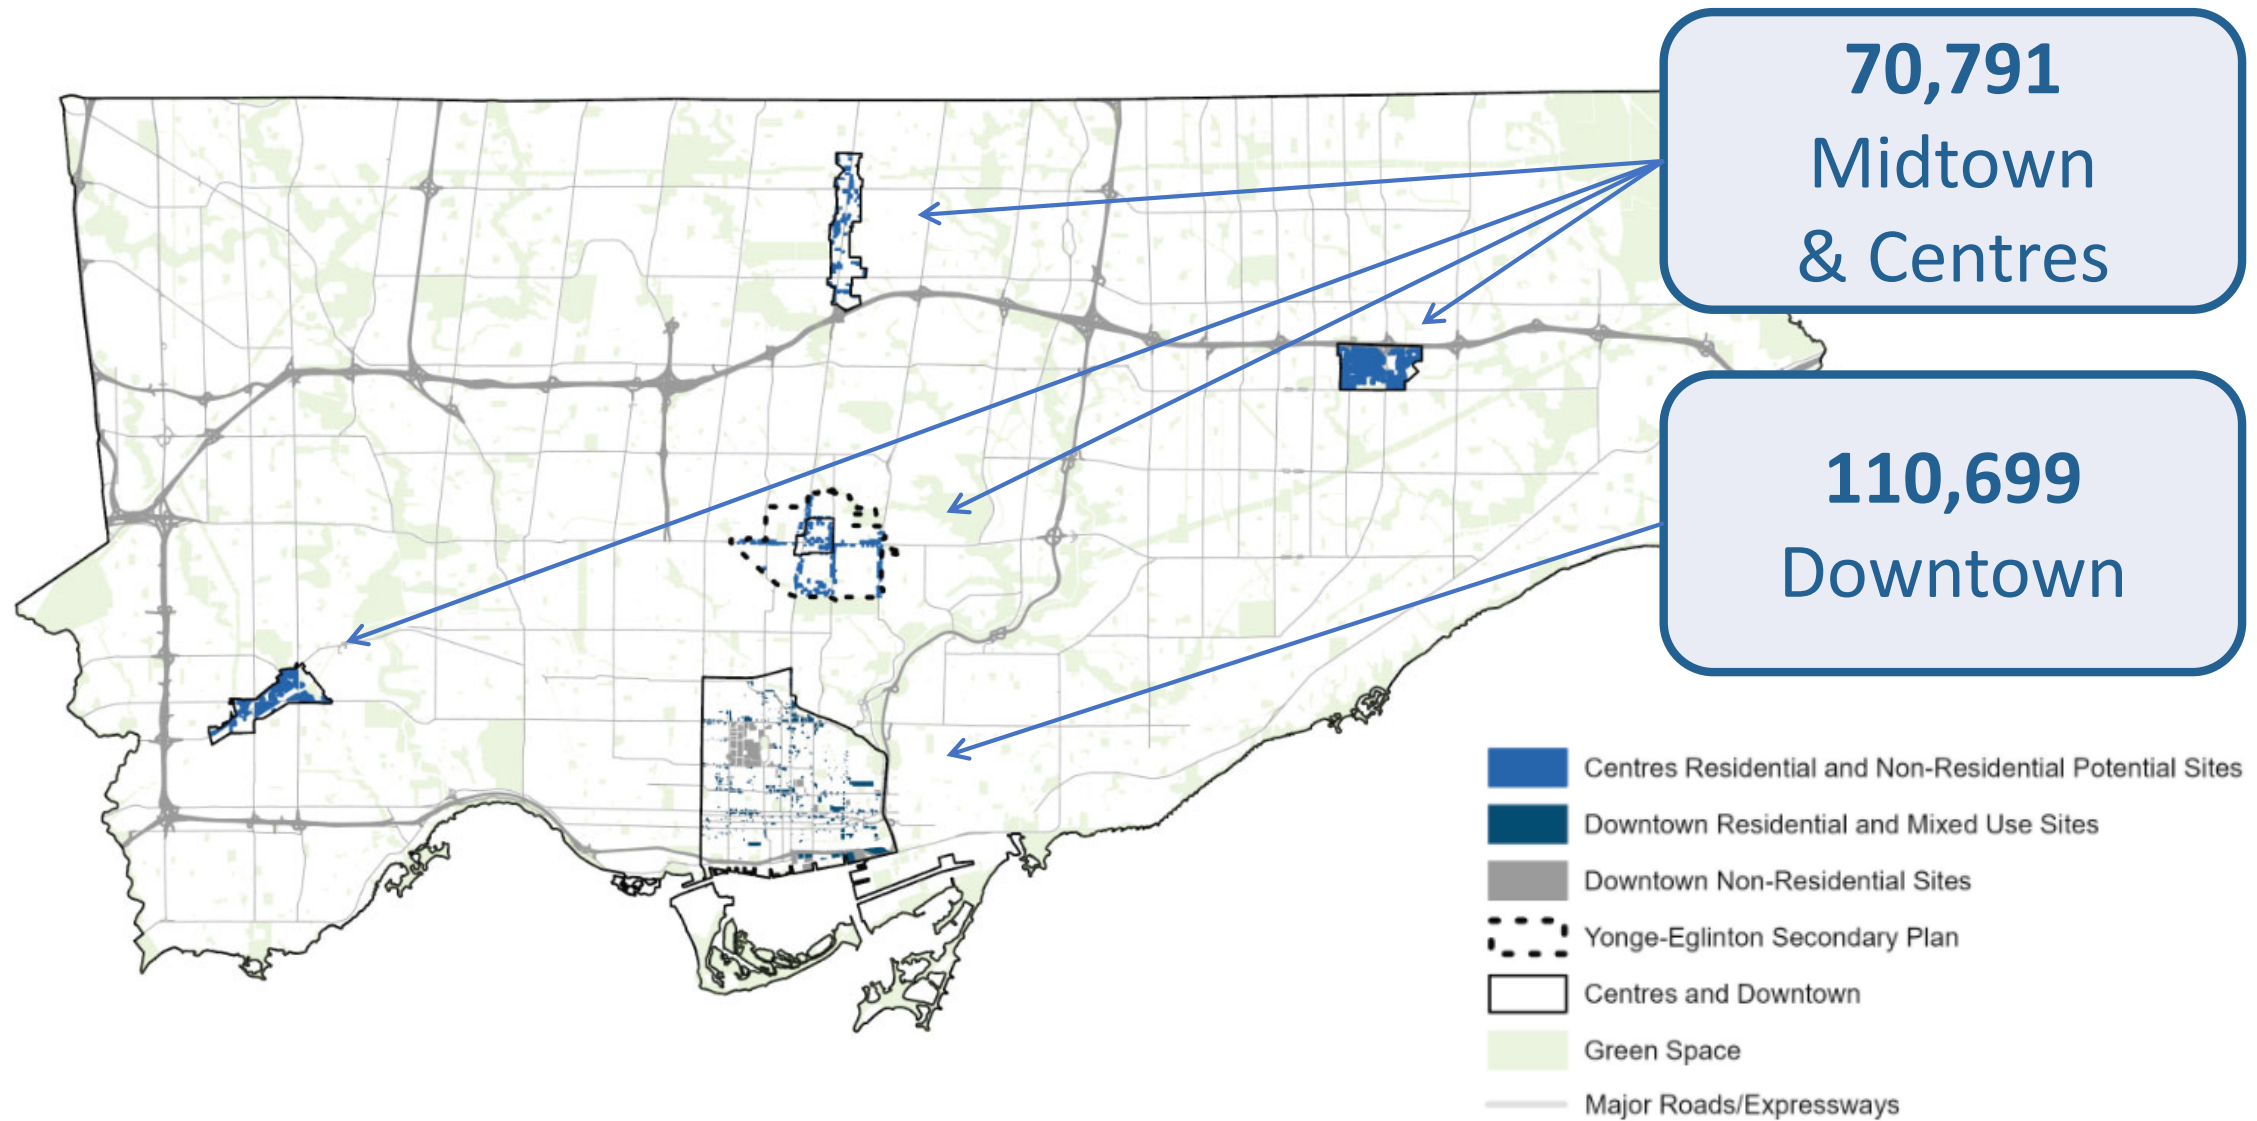 70,791
Midtown
& Centres
110,699
Downtown
Centres Residential and Non-Residential Potential Sites
Downtown Residential and Mixed Use Sites
Downtown Non-Residential Sites
Yonge-Eglinton Secondary Plan
Centres and Downtown
Green Space
Major Roads/Expressways